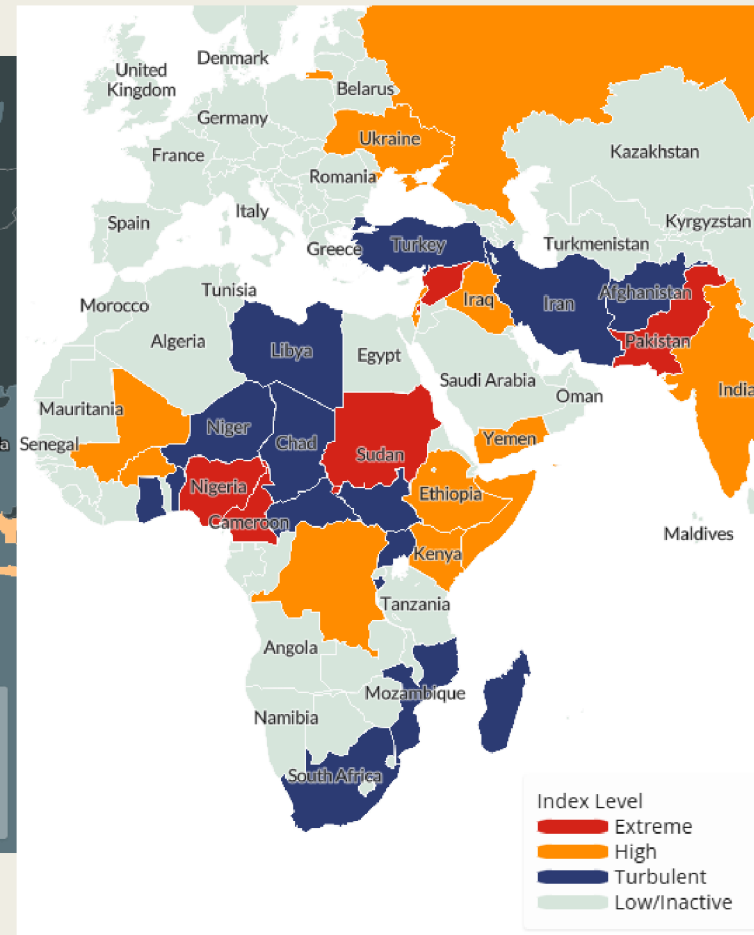 Denmark
United
Kingdom
Belarus
Germany
Ukraine
France
Kazakhstan
Romania
Italy
Spain
Kyrgyzstan
Turkey
Turkmenistan
Greece
Tunisia
Afghanistan
Iraq
Iran
Morocco
Algeria
Pakistan
Libya
Egypt
Saudi Arabia
India
Oman
Mauritania
Niger
Yemen
a
Senegal
Chad
Sudan
Nigeria
Ethiopia
Cameroon
Maldives
Kenya
Tanzania
Angola
Mozambique
Namibia
South Africa
Index Level
Extreme
High
Turbulent
Low/Inactive